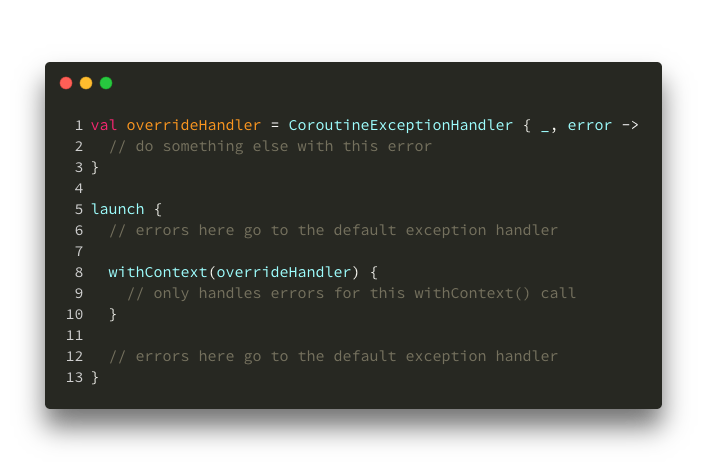 1 val overrideHandler = CoroutineExceptionHandler { _, error ->
2   // do something else with this error
3 }
4
5 launch {
6   // errors here go to the default exception handler
7
8   withContext(overrideHandler) {
9     // only handles errors for this withContext() call
10   }
11
12   // errors here go to the default exception handler
13 }